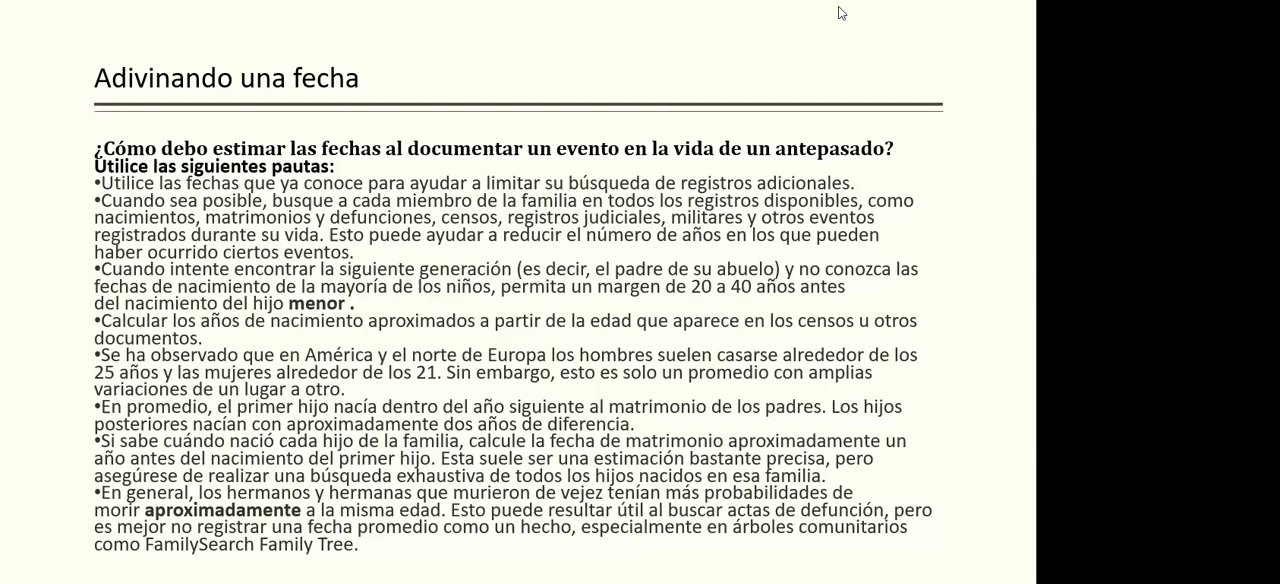 Adivinando una fecha
¿Cómo debo estimar las fechas al documentar un evento en la vida de un antepasado?
Utilice las siguientes pautas:
•Utilice las fechas que ya conoce para ayudar a limitar su búsqueda de registros adicionales.
•Cuando sea posible, busque a cada miembro de la familia en todos los registros disponibles, como
nacimientos, matrimonios y defunciones, censos, registros judiciales, militares y otros eventos
registrados durante su vida. Esto puede ayudar a reducir el número de años en los que pueden
haber ocurrido ciertos eventos.
•Cuando intente encontrar la siguiente generación (es decir, el padre de su abuelo) y no conozca las
fechas de nacimiento de la mayoría de los niños, permita un margen de 20 a 40 años antes
del nacimiento del hijo menor .
•Calcular los años de nacimiento aproximados a partir de la edad que aparece en los censos u otros
documentos.
•Se ha observado que en América y el norte de Europa los hombres suelen casarse alrededor de los
25 años y las mujeres alrededor de los 21. Sin embargo, esto es solo un promedio con amplias
variaciones de un lugar a otro.
•En promedio, el primer hijo nacía dentro del año siguiente al matrimonio de los padres. Los hijos
posteriores nacían con aproximadamente dos años de diferencia.
•Si sabe cuándo nació cada hijo de la familia, calcule la fecha de matrimonio aproximadamente un
año antes del nacimiento del primer hijo. Esta suele ser una estimación bastante precisa, pero
asegúrese de realizar una búsqueda exhaustiva de todos los hijos nacidos en esa familia.
•En general, los hermanos y hermanas que murieron de vejez tenían más probabilidades de
morir aproximadamente a la misma edad. Esto puede resultar útil al buscar actas de defunción, pero
es mejor no registrar una fecha promedio como un hecho, especialmente en árboles comunitarios
como FamilySearch Family Tree.